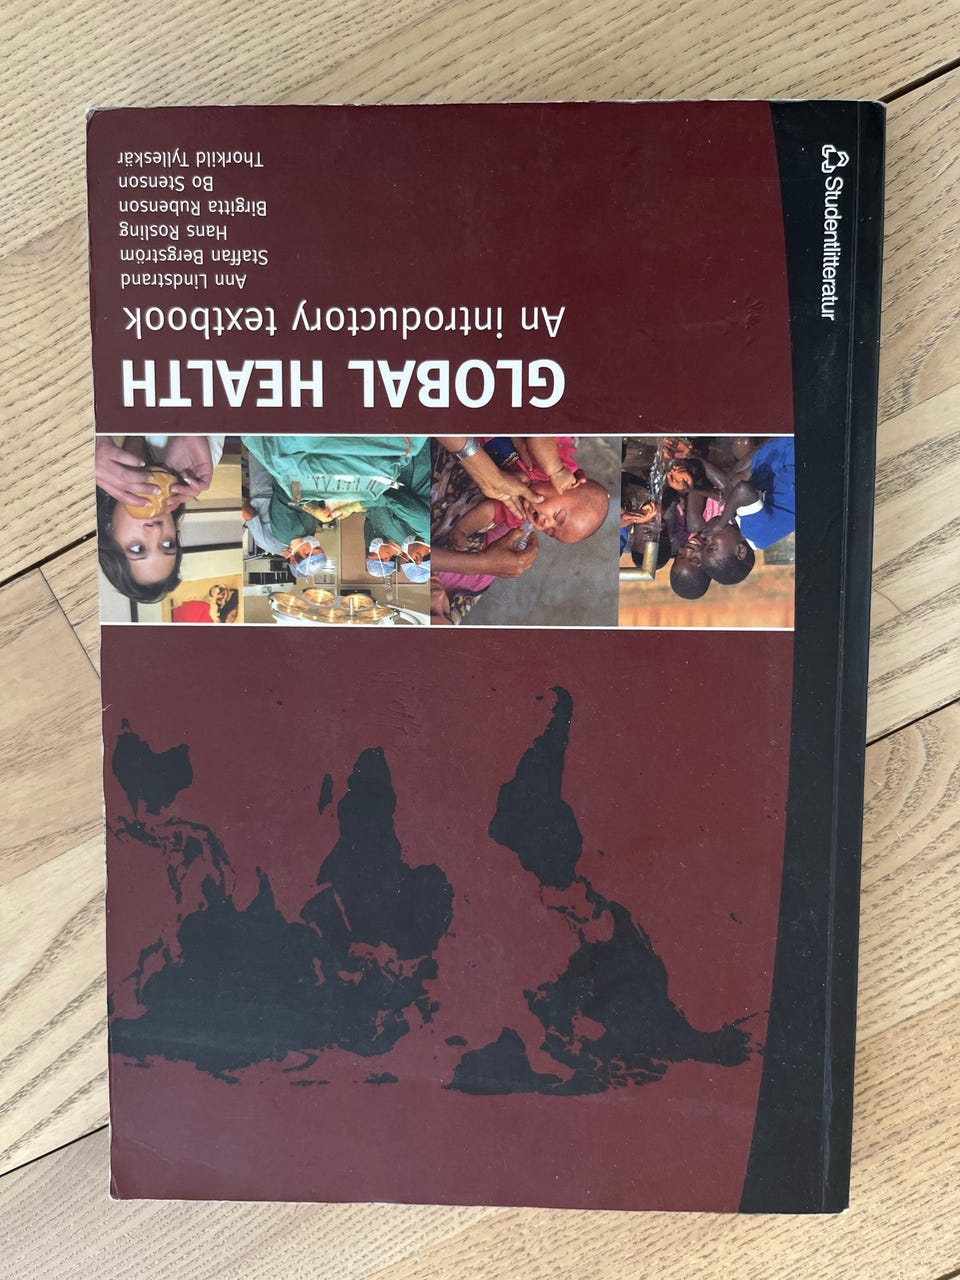 GLOBAL HEALTH
An introductory textbook
Ann Lindstrand
Staffan Bergström
Hans Rosling
Birgitta Rubenson
Bo Stenson
Thorkild Tylleskär
Studentlitteratur